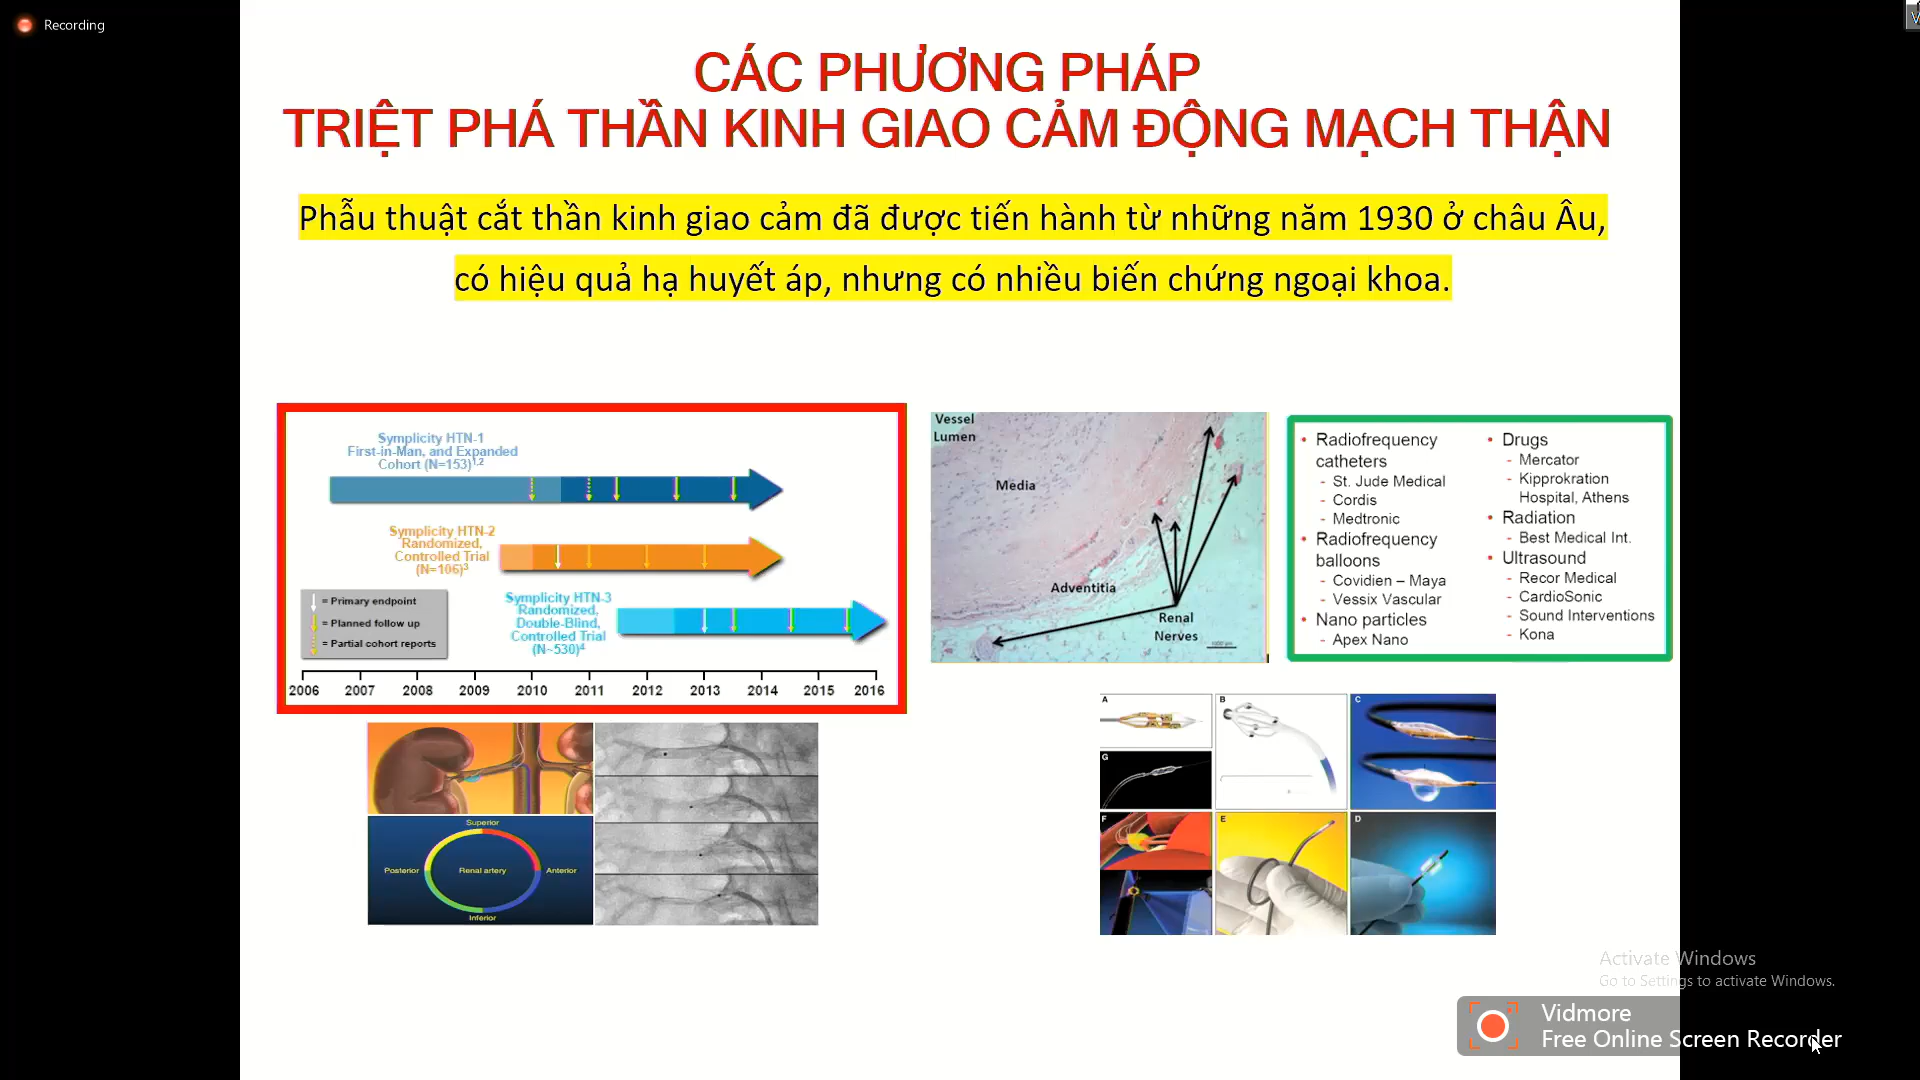 Recording
CÁC PHƯƠNG PHÁP
TRIỆT PHÁ THẦN KINH GIAO CẢM ĐỘNG MẠCH THẬN
Phẫu thuật cắt thần kinh giao cảm đã được tiến hành từ những năm 1930 ở châu Âu,
có hiệu quả hạ huyết áp, nhưng có nhiều biến chứng ngoại khoa.
Symplicity HTN-1
First-in-Man, and Expanded
Cohort (N=153)1,2
Symplicity HTN-2
Randomized,
Controlled Trial
(N=106)3
Symplicity HTN-3
Randomized,
Double-Blind,
Controlled Trial
(N~530)4
= Primary endpoint
= Planned follow up
= Partial cohort reports
2006 2007 2008 2009 2010 2011 2012 2013 2014 2015 2016
Vessel
Lumen
Media
Adventitia
Renal
Nerves
• Radiofrequency
catheters
- St. Jude Medical
- Cordis
- Medtronic
• Radiofrequency
balloons
- Covidien – Maya
- Vessix Vascular
• Nano particles
- Apex Nano
• Drugs
- Mercator
- Kipprokration
Hospital, Athens
• Radiation
- Best Medical Int.
• Ultrasound
- Recor Medical
- CardioSonic
- Sound Interventions
- Kona
Superior
Posterior
Renal artery
Anterior
Inferior
A
B
C
G
F
E
D
Activate Windows
Go to Settings to activate Windows.
Vidmore
Free Online Screen Recorder